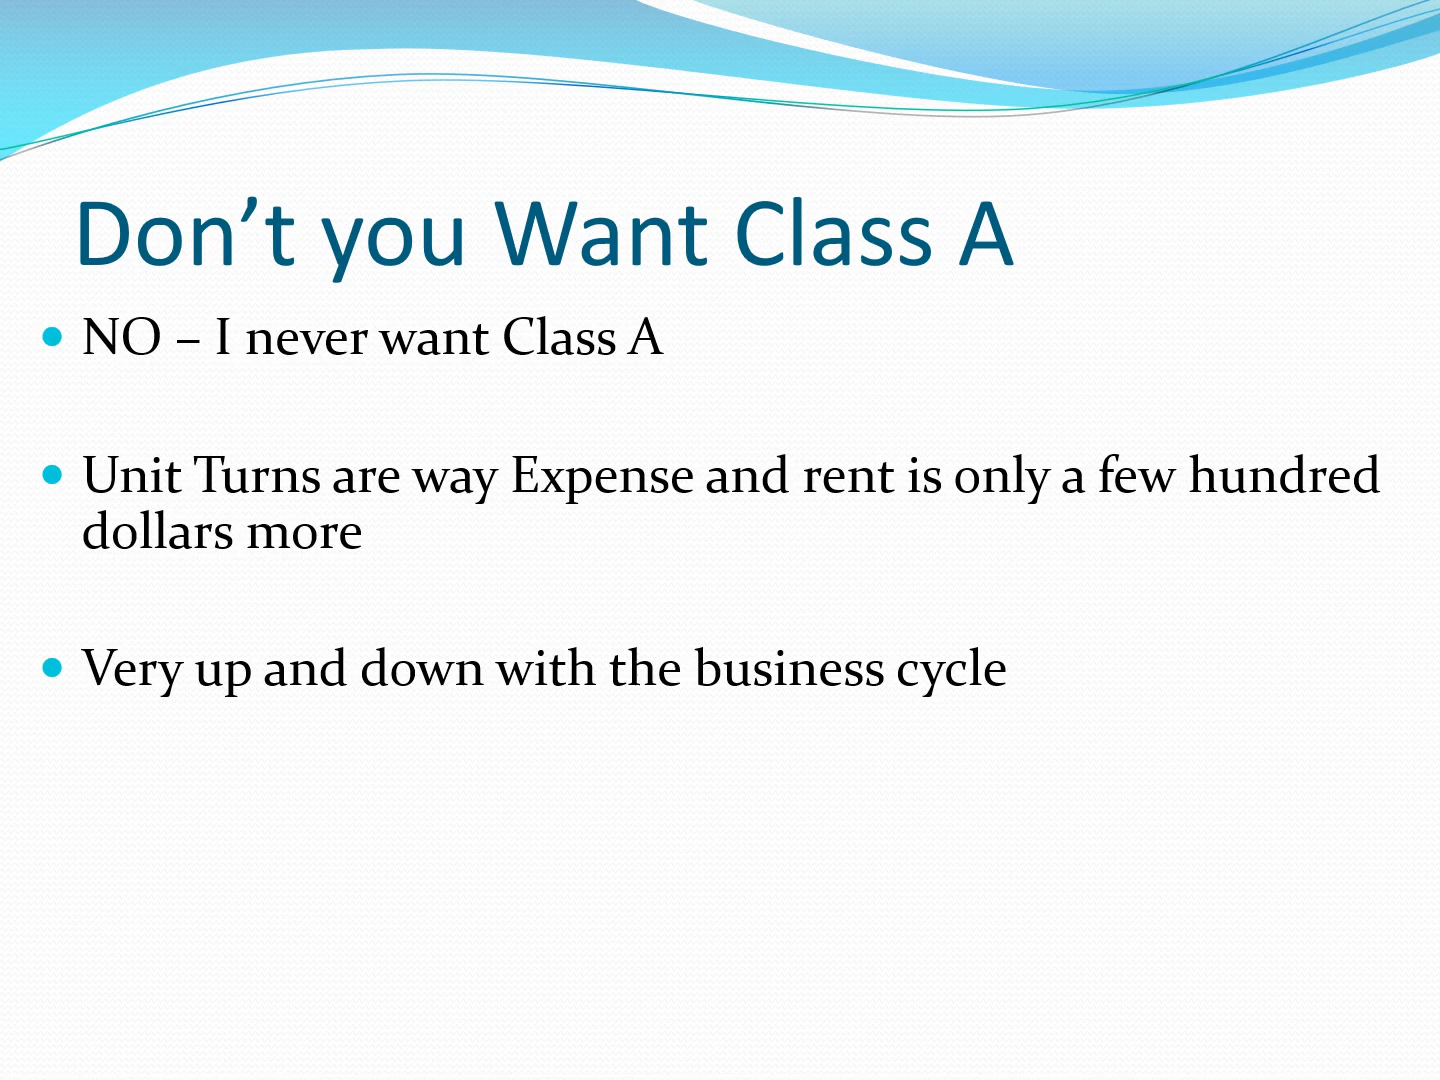 Don’t you Want Class A
• NO – I never want Class A
• Unit Turns are way Expense and rent is only a few hundred
dollars more
• Very up and down with the business cycle